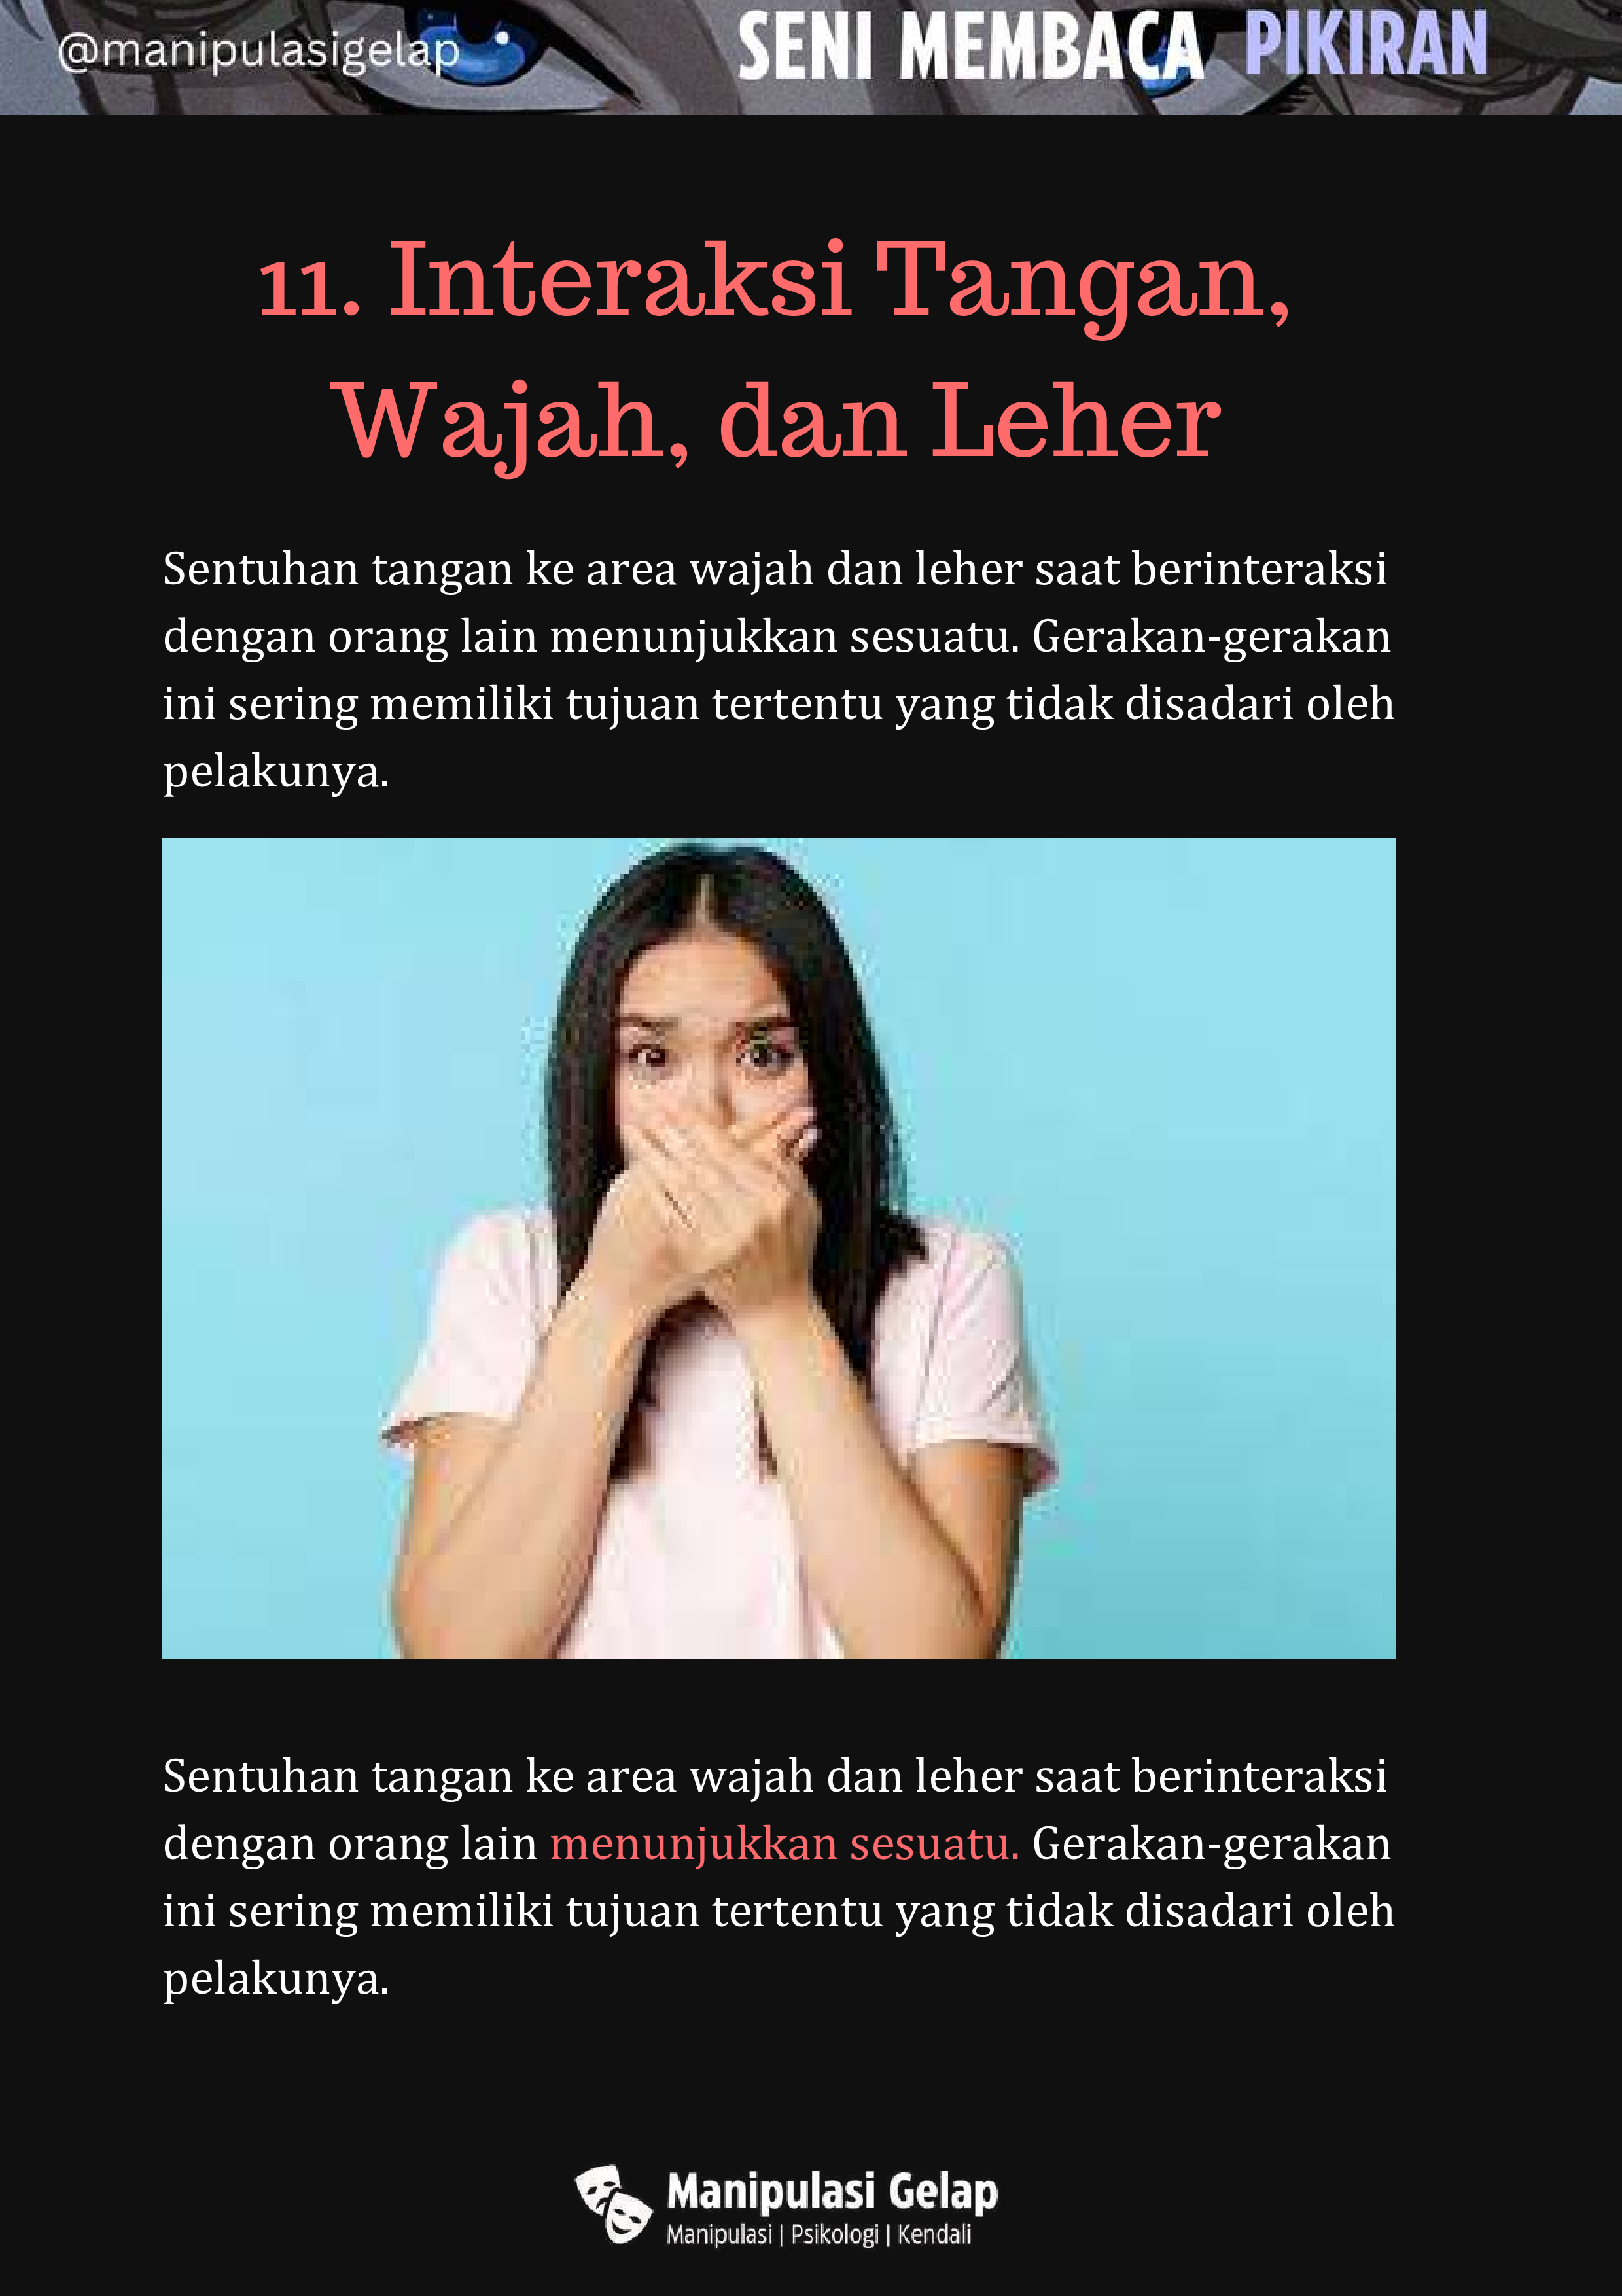 @manipulasigelap
SENI MEMBACA PIKIRAN
11. Interaksi Tangan,
Wajah, dan Leher
Sentuhan tangan ke area wajah dan leher saat berinteraksi
dengan orang lain menunjukkan sesuatu. Gerakan-gerakan
ini sering memiliki tujuan tertentu yang tidak disadari oleh
pelakunya.
Sentuhan tangan ke area wajah dan leher saat berinteraksi
dengan orang lain menunjukkan sesuatu. Gerakan-gerakan
ini sering memiliki tujuan tertentu yang tidak disadari oleh
pelakunya.
Manipulasi Gelap
Manipulasi | Psikologi | Kendali